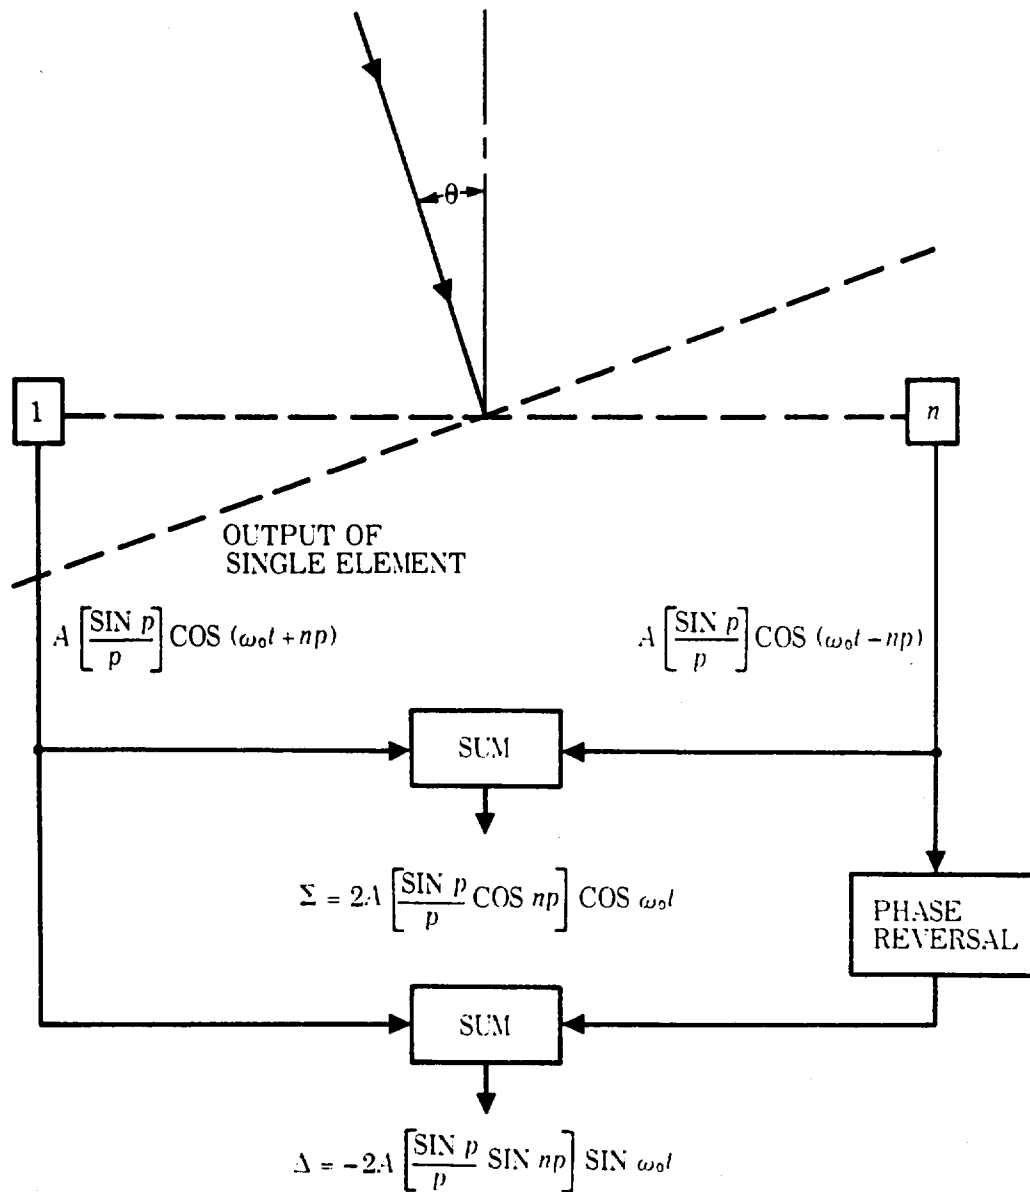 θ
1
n
OUTPUT OF
SINGLE ELEMENT
A [SIN p / p] COS (ω₀t + np)
A [SIN p / p] COS (ω₀t − np)
SUM
Σ = 2A [SIN p / p COS np] COS ω₀t
PHASE
REVERSAL
SUM
Δ = −2A [SIN p / p SIN np] SIN ω₀t